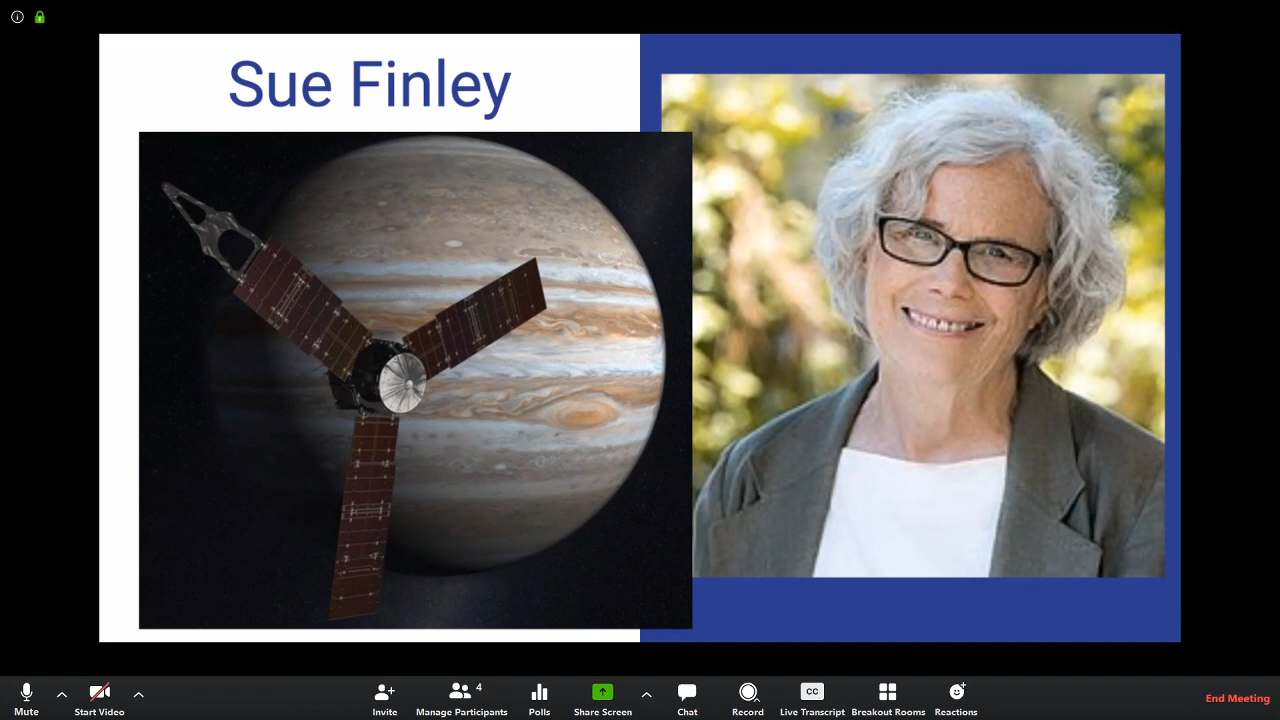 Sue Finley
Mute
Start Video
Invite
4
Manage Participants
Polls
Share Screen
Chat
Record
CC
Live Transcript
Breakout Rooms
Reactions
End Meeting